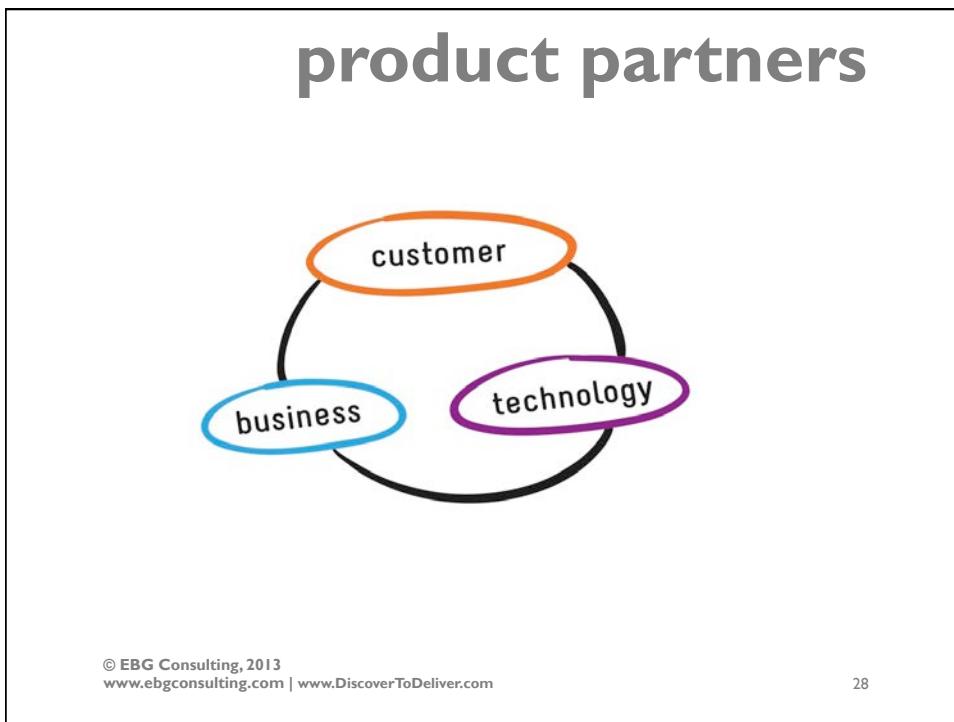 product partners
customer
business
technology
© EBG Consulting, 2013
www.ebgconsulting.com | www.DiscoverToDeliver.com
28